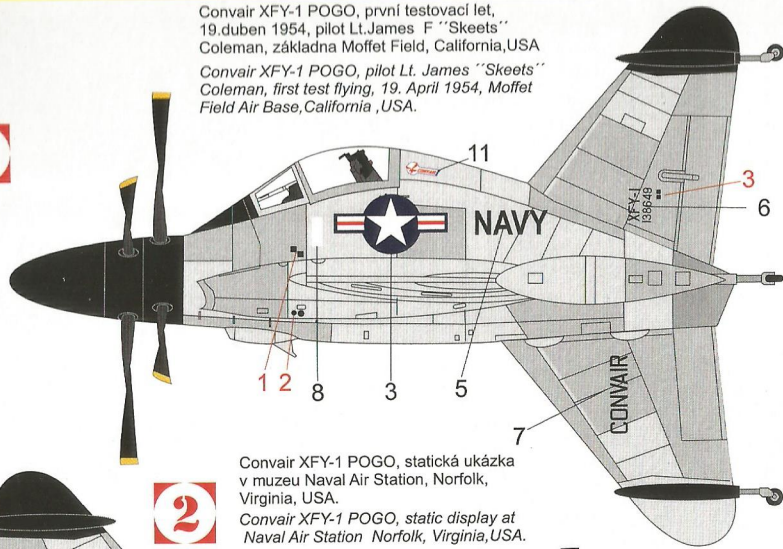 Convair XFY-1 POGO, první testovací let,
19.duben 1954, pilot Lt.James F ´´Skeets´´
Coleman, základna Moffet Field, California,USA
Convair XFY-1 POGO, pilot Lt. James ´´Skeets´´
Coleman, first test flying, 19. April 1954, Moffet
Field Air Base,California ,USA.
11
3
6
XFY-1
138649
NAVY
1
2
8
3
5
7
CONVAIR
2
Convair XFY-1 POGO, statická ukázka
v muzeu Naval Air Station, Norfolk,
Virginia, USA.
Convair XFY-1 POGO, static display at
Naval Air Station Norfolk, Virginia,USA.